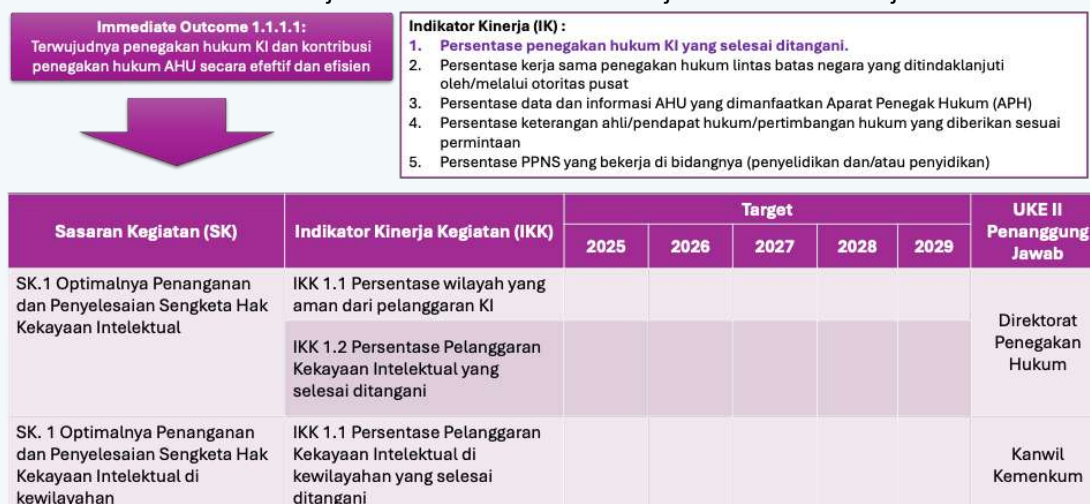 Immediate Outcome 1.1.1.1:
Terwujudnya penegakan hukum KI dan kontribusi
penegakan hukum AHU secara efektif dan efisien
Indikator Kinerja (IK) :
1. Persentase penegakan hukum KI yang selesai ditangani.
2. Persentase kerja sama penegakan hukum lintas batas negara yang ditindaklanjuti
oleh/melalui otoritas pusat
3. Persentase data dan informasi AHU yang dimanfaatkan Aparat Penegak Hukum (APH)
4. Persentase keterangan ahli/pendapat hukum/pertimbangan hukum yang diberikan sesuai
permintaan
5. Persentase PPNS yang bekerja di bidangnya (penyelidikan dan/atau penyidikan)
Sasaran Kegiatan (SK)
Indikator Kinerja Kegiatan (IKK)
Target
2025 2026 2027 2028 2029
UKE II
Penanggung
Jawab
SK.1 Optimalnya Penanganan
dan Penyelesaian Sengketa Hak
Kekayaan Intelektual
IKK 1.1 Persentase wilayah yang
aman dari pelanggaran KI
IKK 1.2 Persentase Pelanggaran
Kekayaan Intelektual yang
selesai ditangani
Direktorat
Penegakan
Hukum
SK. 1 Optimalnya Penanganan
dan Penyelesaian Sengketa Hak
Kekayaan Intelektual di
kewilayahan
IKK 1.1 Persentase Pelanggaran
Kekayaan Intelektual di
kewilayahan yang selesai
ditangani
Kanwil
Kemenkum